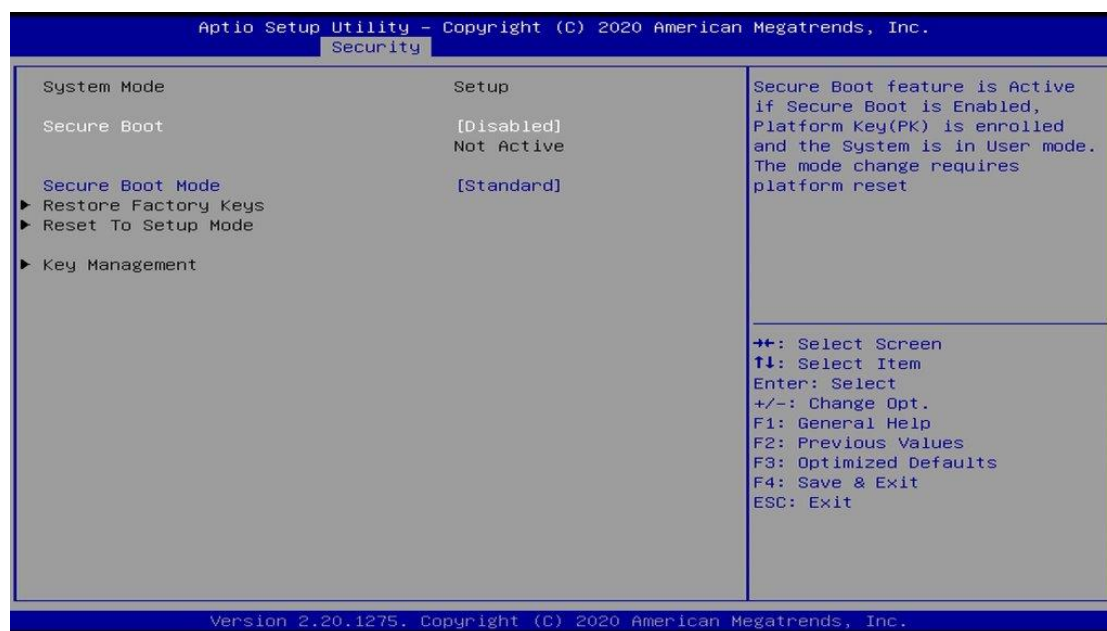 Aptio Setup Utility – Copyright (C) 2020 American Megatrends, Inc.
Security
System Mode Setup
Secure Boot [Disabled]
Not Active
Secure Boot Mode [Standard]
▶ Restore Factory Keys
▶ Reset To Setup Mode
▶ Key Management
Secure Boot feature is Active
if Secure Boot is Enabled,
Platform Key(PK) is enrolled
and the System is in User mode.
The mode change requires
platform reset
→←: Select Screen
↑↓: Select Item
Enter: Select
+/-: Change Opt.
F1: General Help
F2: Previous Values
F3: Optimized Defaults
F4: Save & Exit
ESC: Exit
Version 2.20.1275. Copyright (C) 2020 American Megatrends, Inc.